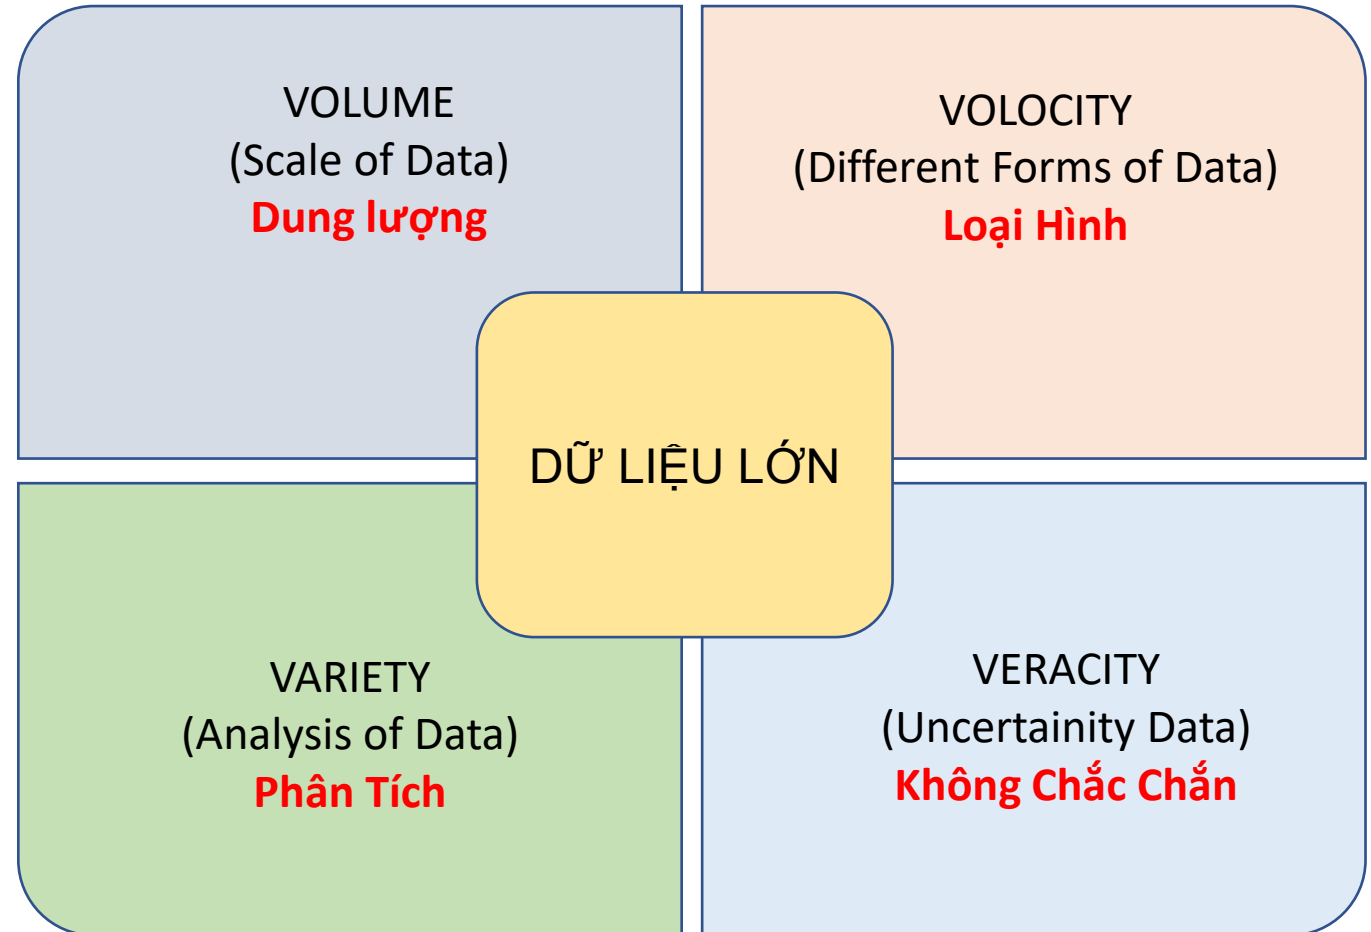 VOLUME
(Scale of Data)
Dung lượng
VOLOCITY
(Different Forms of Data)
Loại Hình
DỮ LIỆU LỚN
VARIETY
(Analysis of Data)
Phân Tích
VERACITY
(Uncertainity Data)
Không Chắc Chắn